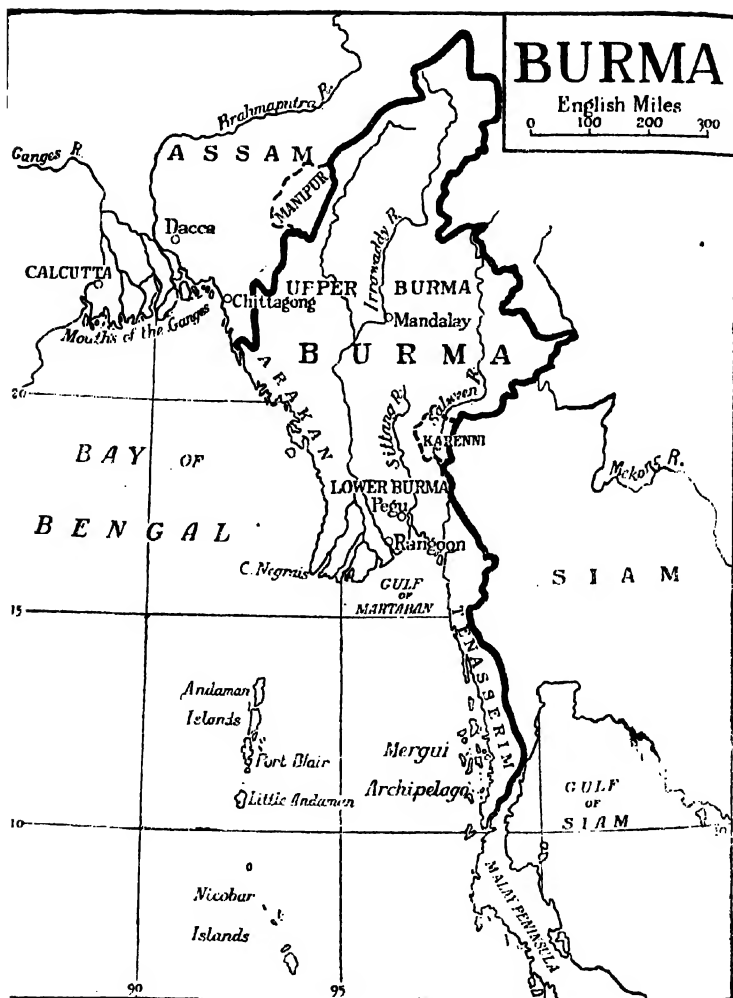 BURMA
English Miles
0 100 200 300
Brahmaputra R.
Ganges R.
ASSAM
MANIPUR
Dacca
CALCUTTA
Chittagong
Mouths of the Ganges
UPPER BURMA
Irrawaddy R.
Mandalay
BURMA
ARAKAN
20
Salween R.
Sittang R.
KARENNI
Mekong R.
BAY OF
BENGAL
LOWER BURMA
Pegu
Rangoon
C. Negrais
GULF
OF
MARTABAN
SIAM
15
TENASSERIM
Andaman
Islands
Port Blair
Little Andaman
Mergui
Archipelago
GULF
OF
SIAM
10
10
Nicobar
Islands
MALAY PENINSULA
90
95